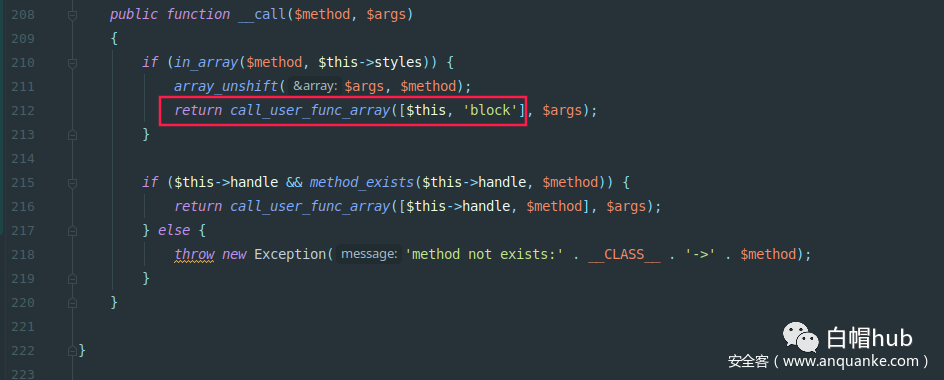 208 public function __call($method, $args)
209 {
210 if (in_array($method, $this->styles)) {
211 array_unshift( &array: $args, $method);
212 return call_user_func_array([$this, 'block'], $args);
213 }
214
215 if ($this->handle && method_exists($this->handle, $method)) {
216 return call_user_func_array([$this->handle, $method], $args);
217 } else {
218 throw new Exception( message: 'method not exists:' . __CLASS__ . '->' . $method);
219 }
220 }
221
222 }
223
白帽hub
安全客（www.anquanke.com）